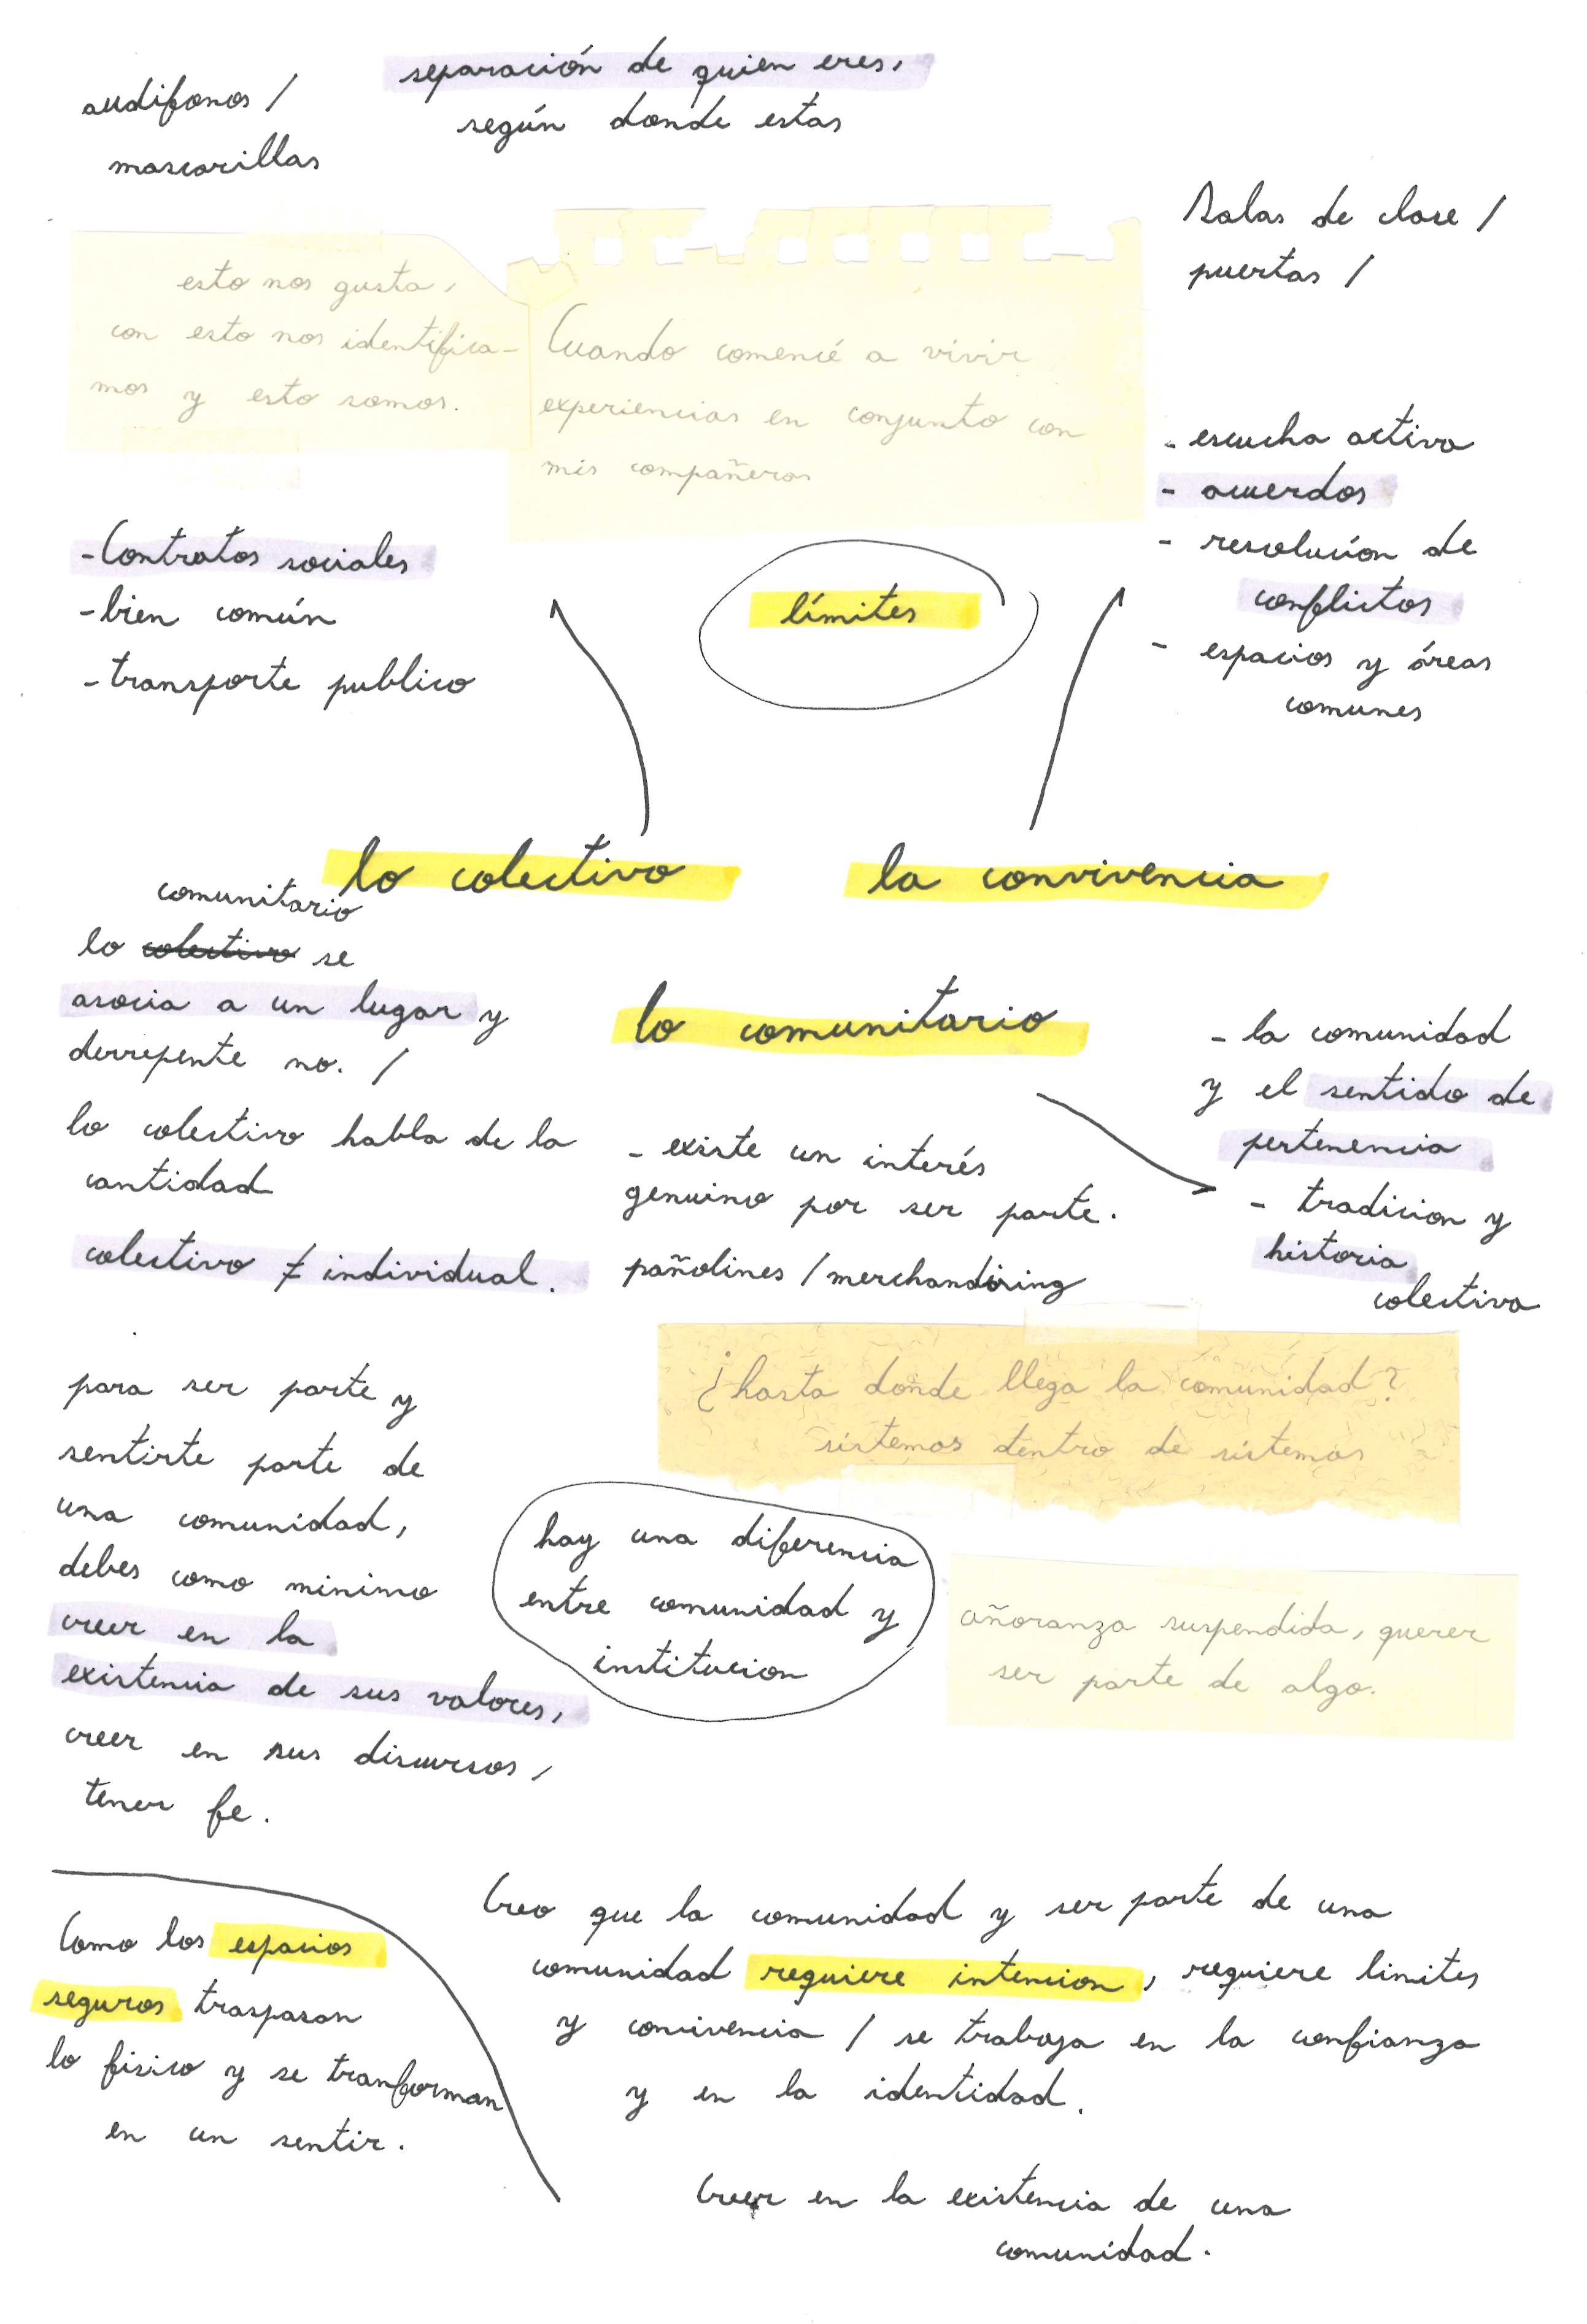 audifonos /
mascarillas
separación de quien eres,
según donde estas
Salas de clase /
puertas /
esto nos gusta,
con esto nos identifica-
mos y esto somos.
Cuando comencé a vivir
experiencias en conjunto con
mis compañeros
- escucha activa
- acuerdos
- resolución de
conflictos
- espacios y áreas
comunes
- Contratos sociales
- bien común
- transporte publico
límites
lo colectivo
la convivencia
comunitario
lo colectivo se
asocia a un lugar y
derrepente no. /
lo colectivo habla de la
cantidad
colectivo ≠ individual.
lo comunitario
- existe un interés
genuino por ser parte.
pañolines / merchandising
- la comunidad
y el sentido de
pertenencia
- tradicion y
historia
colectiva
¿hasta donde llega la comunidad?
sistemas dentro de sistemas
para ser parte y
sentirte parte de
una comunidad,
debes como minimo
creer en la
existencia de sus valores,
creer en sus discursos,
tener fe.
hay una diferencia
entre comunidad y
institucion
añoranza suspendida, querer
ser parte de algo.
Como los espacios
seguros traspasan
lo fisico y se tranforman
en un sentir.
Creo que la comunidad y ser parte de una
comunidad requiere intencion, requiere limites
y convivencia / se trabaja en la confianza
y en la identidad.
Creer en la existencia de una
comunidad.